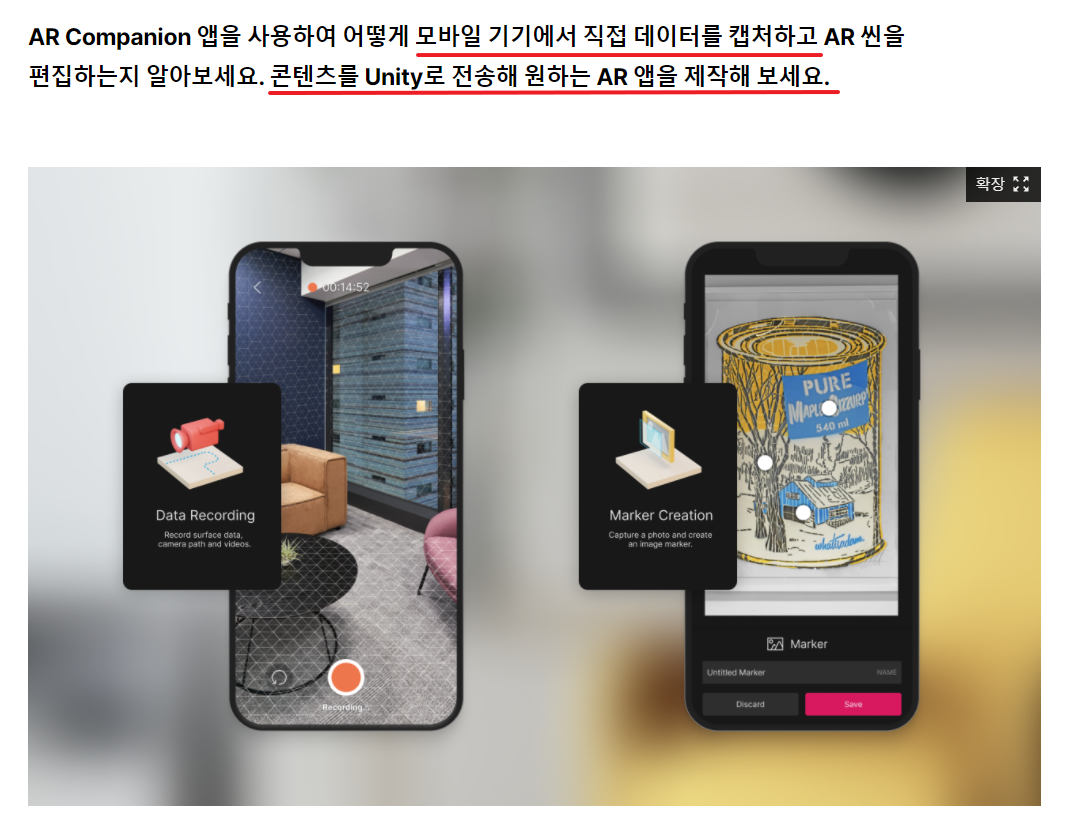 AR Companion 앱을 사용하여 어떻게 모바일 기기에서 직접 데이터를 캡처하고 AR 씬을
편집하는지 알아보세요. 콘텐츠를 Unity로 전송해 원하는 AR 앱을 제작해 보세요.
확장
00:14:52
Data Recording
Record surface data,
camera path and videos.
Recording...
PURE
540 ml
Marker Creation
Capture a photo and create
an image marker.
Marker
Untitled Marker
NAME
Discard
Save